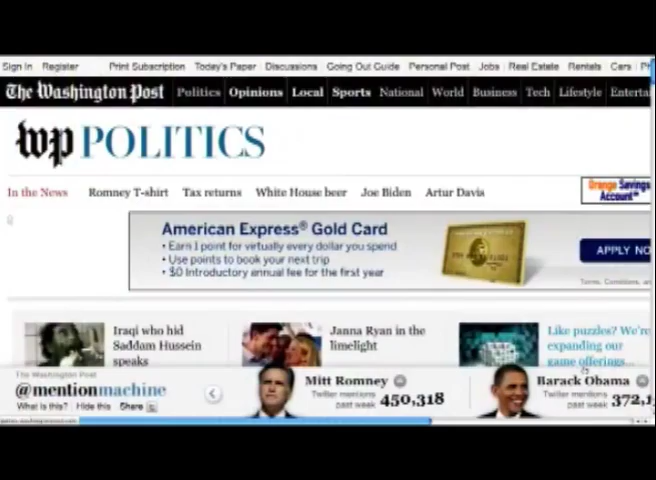 Sign In Register Print Subscription Today's Paper Discussions Going Out Guide Personal Post Jobs Real Estate Rentals Cars
The Washington Post Politics Opinions Local Sports National World Business Tech Lifestyle Enterta
wp POLITICS
In the News Romney T-shirt Tax returns White House beer Joe Biden Artur Davis
Orange Savings
Account
American Express® Gold Card
• Earn 1 point for virtually every dollar you spend
• Use points to book your next trip
• $0 Introductory annual fee for the first year
APPLY NO
Terms, Conditions, an
Iraqi who hid
Saddam Hussein
speaks
Janna Ryan in the
limelight
Like puzzles? We're
expanding our
game offerings...
The Washington Post
@mentionmachine
What is this? Hide this Share
Mitt Romney
Twitter mentions
past week 450,318
Barack Obama
Twitter mentions
past week 372,1